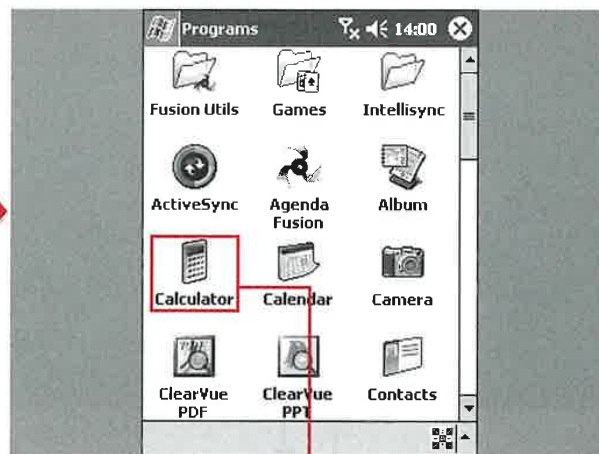 Programs 14:00
Fusion Utils Games Intellisync
ActiveSync Agenda Fusion Album
Calculator Calendar Camera
ClearVue PDF ClearVue PPT Contacts